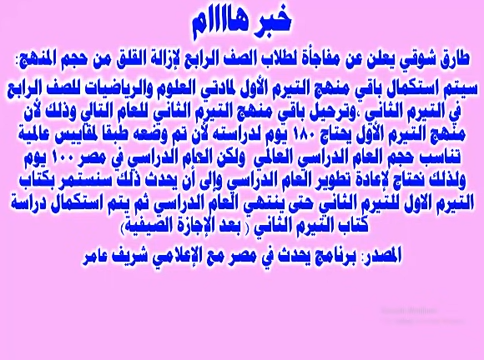 خبر هاااام
طارق شوقي يعلن عن مفاجأة لطلاب الصف الرابع لإزالة القلق من حجم المنهج:
سيتم استكمال باقي منهج التيرم الأول لمادتي العلوم والرياضيات للصف الرابع
في التيرم الثاني ،وترحيل باقي منهج التيرم الثاني للعام التالي وذلك لأن
منهج التيرم الأول يحتاج ١٨٠ يوم لدراسته لأن تم وضعه طبقا لمقاييس عالمية
تناسب حجم العام الدراسي العالمي ولكن العام الدراسي في مصر ١٠٠ يوم
ولذلك نحتاج لإعادة تطوير العام الدراسي وإلى أن يحدث ذلك سنستمر بكتاب
التيرم الاول للتيرم الثاني حتى ينتهي العام الدراسي ثم يتم استكمال دراسة
كتاب التيرم الثاني ( بعد الإجازة الصيفية)
المصدر: برنامج يحدث في مصر مع الإعلامي شريف عامر